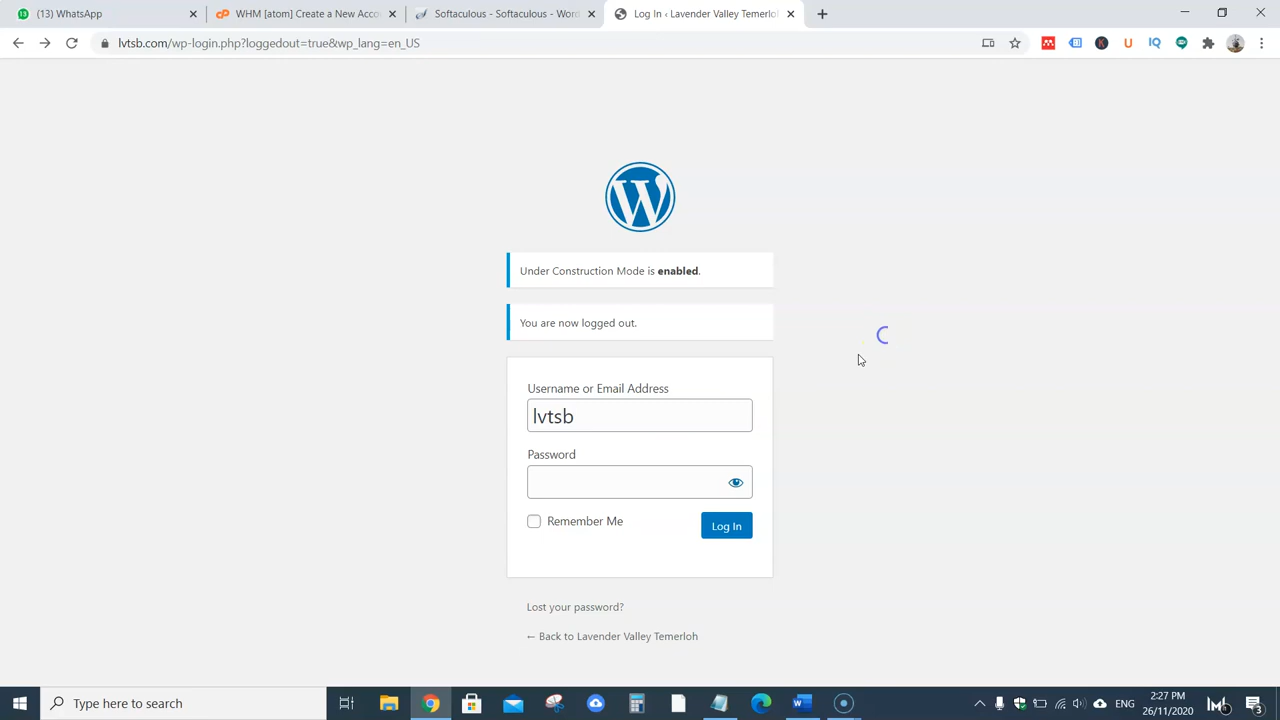 (13) WhatsApp
WHM [atom] Create a New Acco
Softaculous - Softaculous - Word
Log In ‹ Lavender Valley Temerloh
lvtsb.com/wp-login.php?loggedout=true&wp_lang=en_US
Under Construction Mode is enabled.
You are now logged out.
Username or Email Address
lvtsb
Password
Remember Me
Log In
Lost your password?
← Back to Lavender Valley Temerloh
Type here to search
ENG
2:27 PM
26/11/2020